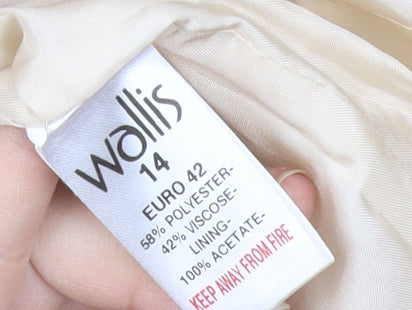 wallis
14
EURO 42
58% POLYESTER-
42% VISCOSE-
LINING-
100% ACETATE-
KEEP AWAY FROM FIRE